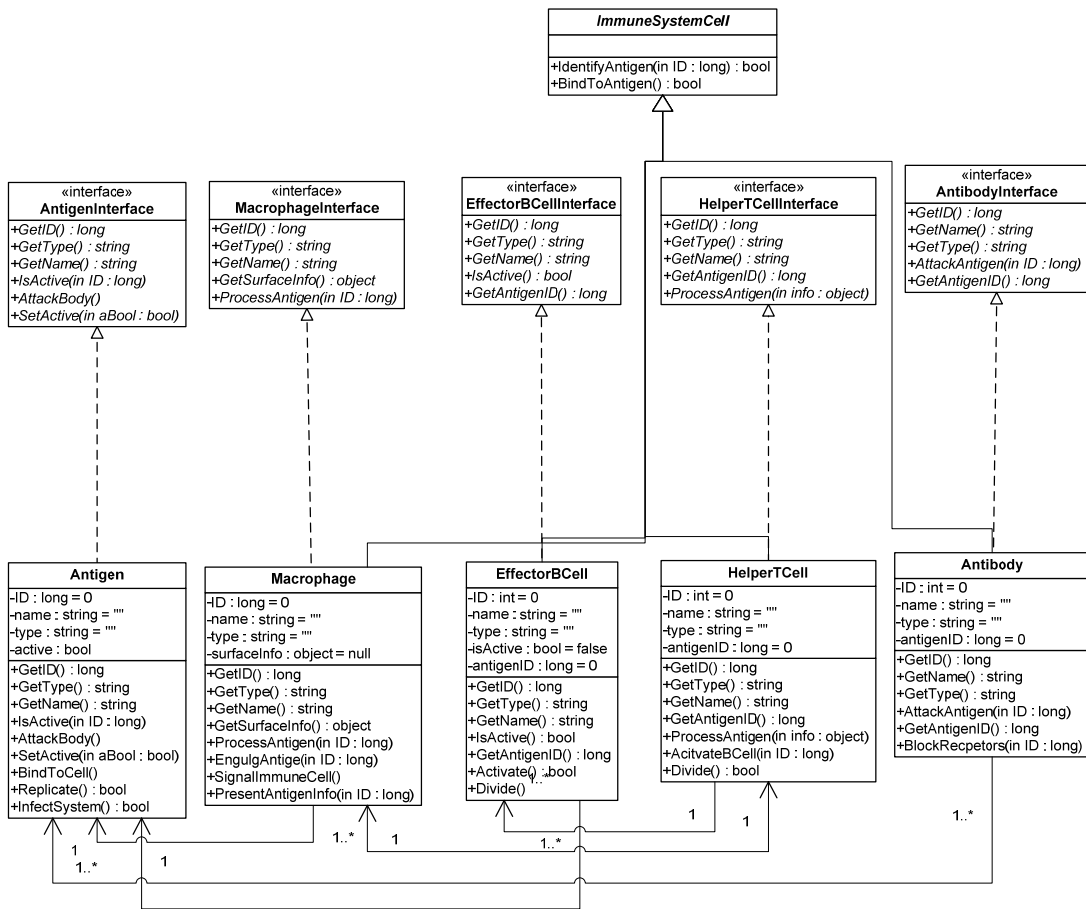 ImmuneSystemCell
+IdentifyAntigen(in ID : long) : bool
+BindToAntigen() : bool
«interface»
AntigenInterface
+GetID() : long
+GetType() : string
+GetName() : string
+IsActive(in ID : long)
+AttackBody()
+SetActive(in aBool : bool)
«interface»
MacrophageInterface
+GetID() : long
+GetType() : string
+GetName() : string
+GetSurfaceInfo() : object
+ProcessAntigen(in ID : long)
«interface»
EffectorBCellInterface
+GetID() : long
+GetType() : string
+GetName() : string
+IsActive() : bool
+GetAntigenID() : long
«interface»
HelperTCellInterface
+GetID() : long
+GetType() : string
+GetName() : string
+GetAntigenID() : long
+ProcessAntigen(in info : object)
«interface»
AntibodyInterface
+GetID() : long
+GetName() : string
+GetType() : string
+AttackAntigen(in ID : long)
+GetAntigenID() : long
Antigen
-ID : long = 0
-name : string = ""
-type : string = ""
-active : bool
+GetID() : long
+GetType() : string
+GetName() : string
+IsActive(in ID : long)
+AttackBody()
+SetActive(in aBool : bool)
+BindToCell()
+Replicate() : bool
+InfectSystem() : bool
Macrophage
-ID : long = 0
-name : string = ""
-type : string = ""
-surfaceInfo : object = null
+GetID() : long
+GetType() : string
+GetName() : string
+GetSurfaceInfo() : object
+ProcessAntigen(in ID : long)
+EngulgAntige(in ID : long)
+SignalImmuneCell()
+PresentAntigenInfo(in ID : long)
EffectorBCell
-ID : int = 0
-name : string = ""
-type : string = ""
-isActive : bool = false
-antigenID : long = 0
+GetID() : long
+GetType() : string
+GetName() : string
+IsActive() : bool
+GetAntigenID() : long
+Activate() : bool
+Divide()
1..*
HelperTCell
-ID : int = 0
-name : string = ""
-type : string = ""
-antigenID : long = 0
+GetID() : long
+GetType() : string
+GetName() : string
+GetAntigenID() : long
+ProcessAntigen(in info : object)
+AcitvateBCell(in ID : long)
+Divide() : bool
Antibody
-ID : int = 0
-name : string = ""
-type : string = ""
-antigenID : long = 0
+GetID() : long
+GetName() : string
+GetType() : string
+AttackAntigen(in ID : long)
+GetAntigenID() : long
+BlockRecpetors(in ID : long)
1
1..*
1
1..*
1
1..*
1
1
1..*